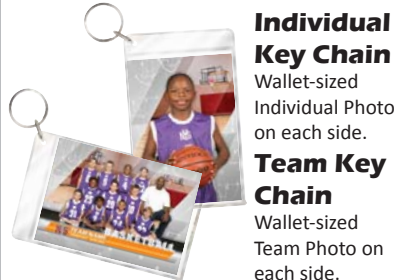 Individual
Key Chain
Wallet-sized
Individual Photo
on each side.
Team Key
Chain
Wallet-sized
Team Photo on
each side.
BASKETBALL